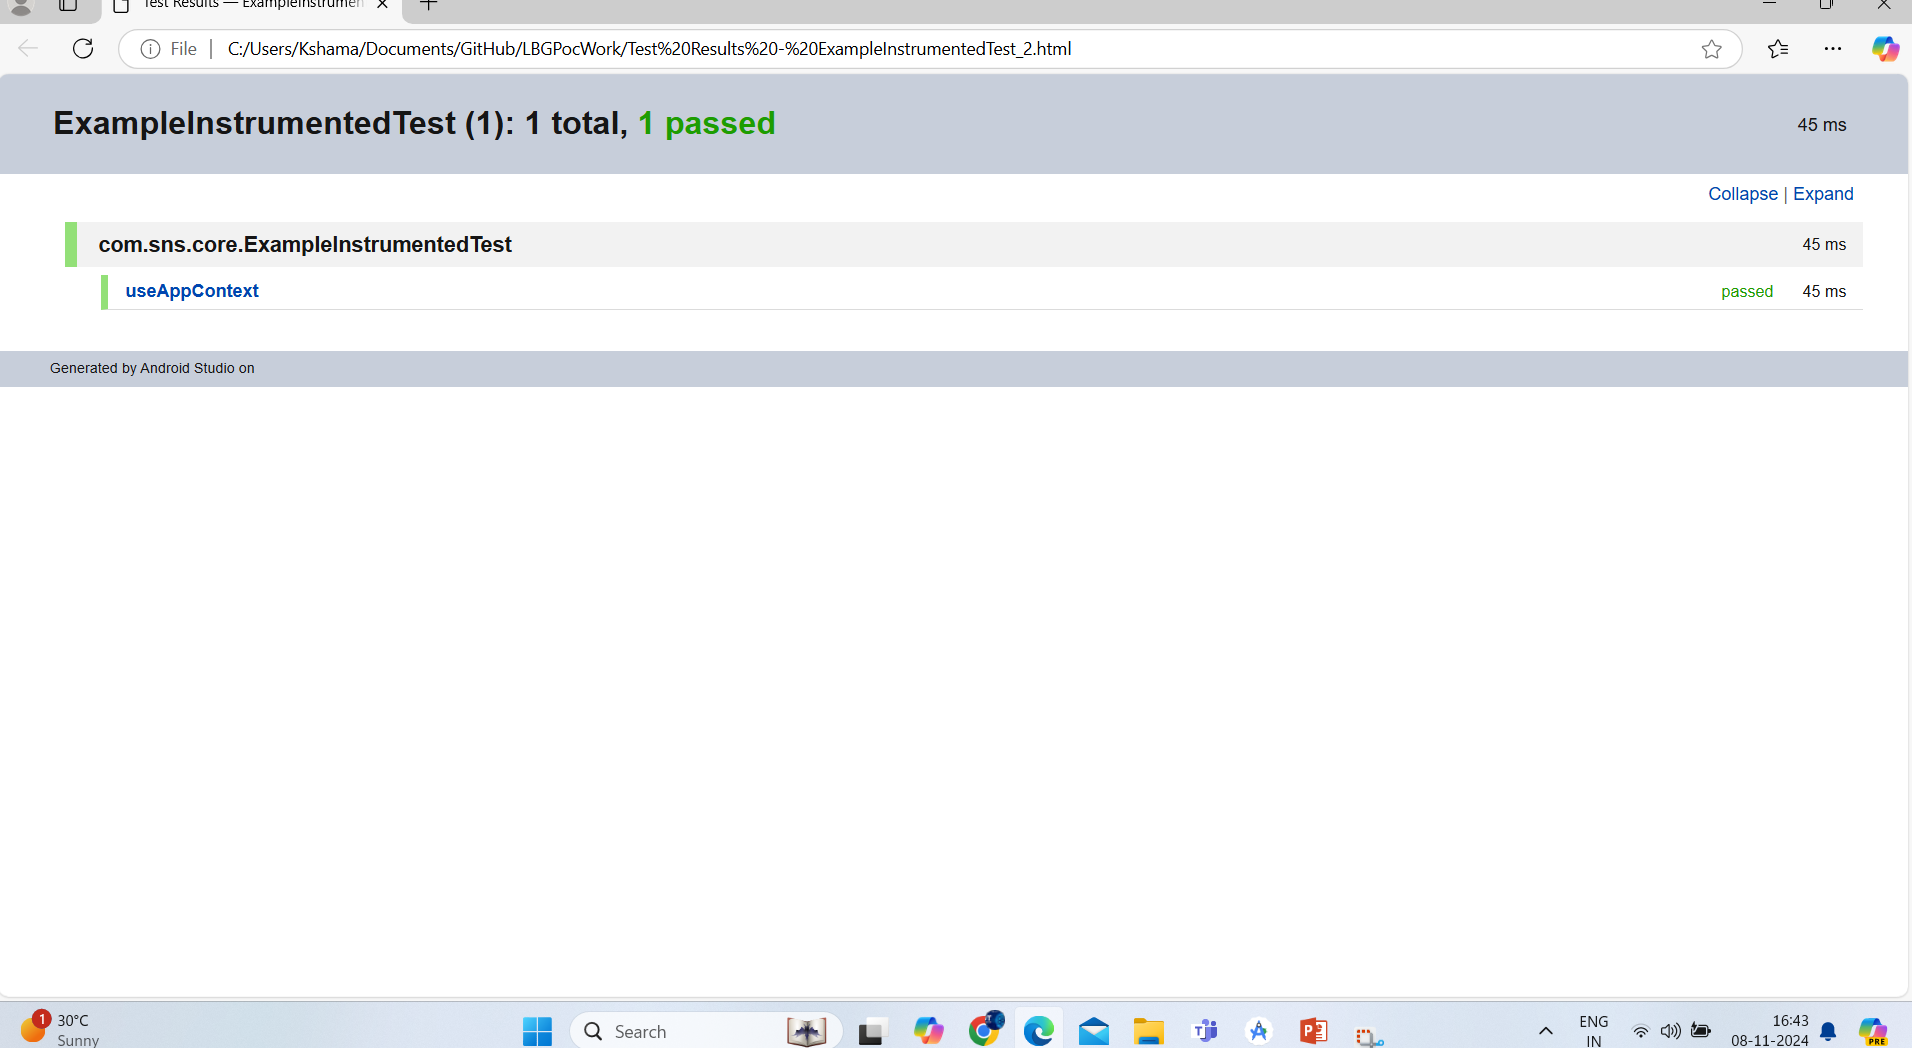 Test Results — ExampleInstrumen
File
C:/Users/Kshama/Documents/GitHub/LBGPocWork/Test%20Results%20-%20ExampleInstrumentedTest_2.html
ExampleInstrumentedTest (1): 1 total, 1 passed
45 ms
Collapse | Expand
com.sns.core.ExampleInstrumentedTest
45 ms
useAppContext
passed
45 ms
Generated by Android Studio on
1
30°C
Sunny
Search
ENG
IN
16:43
08-11-2024
PRE